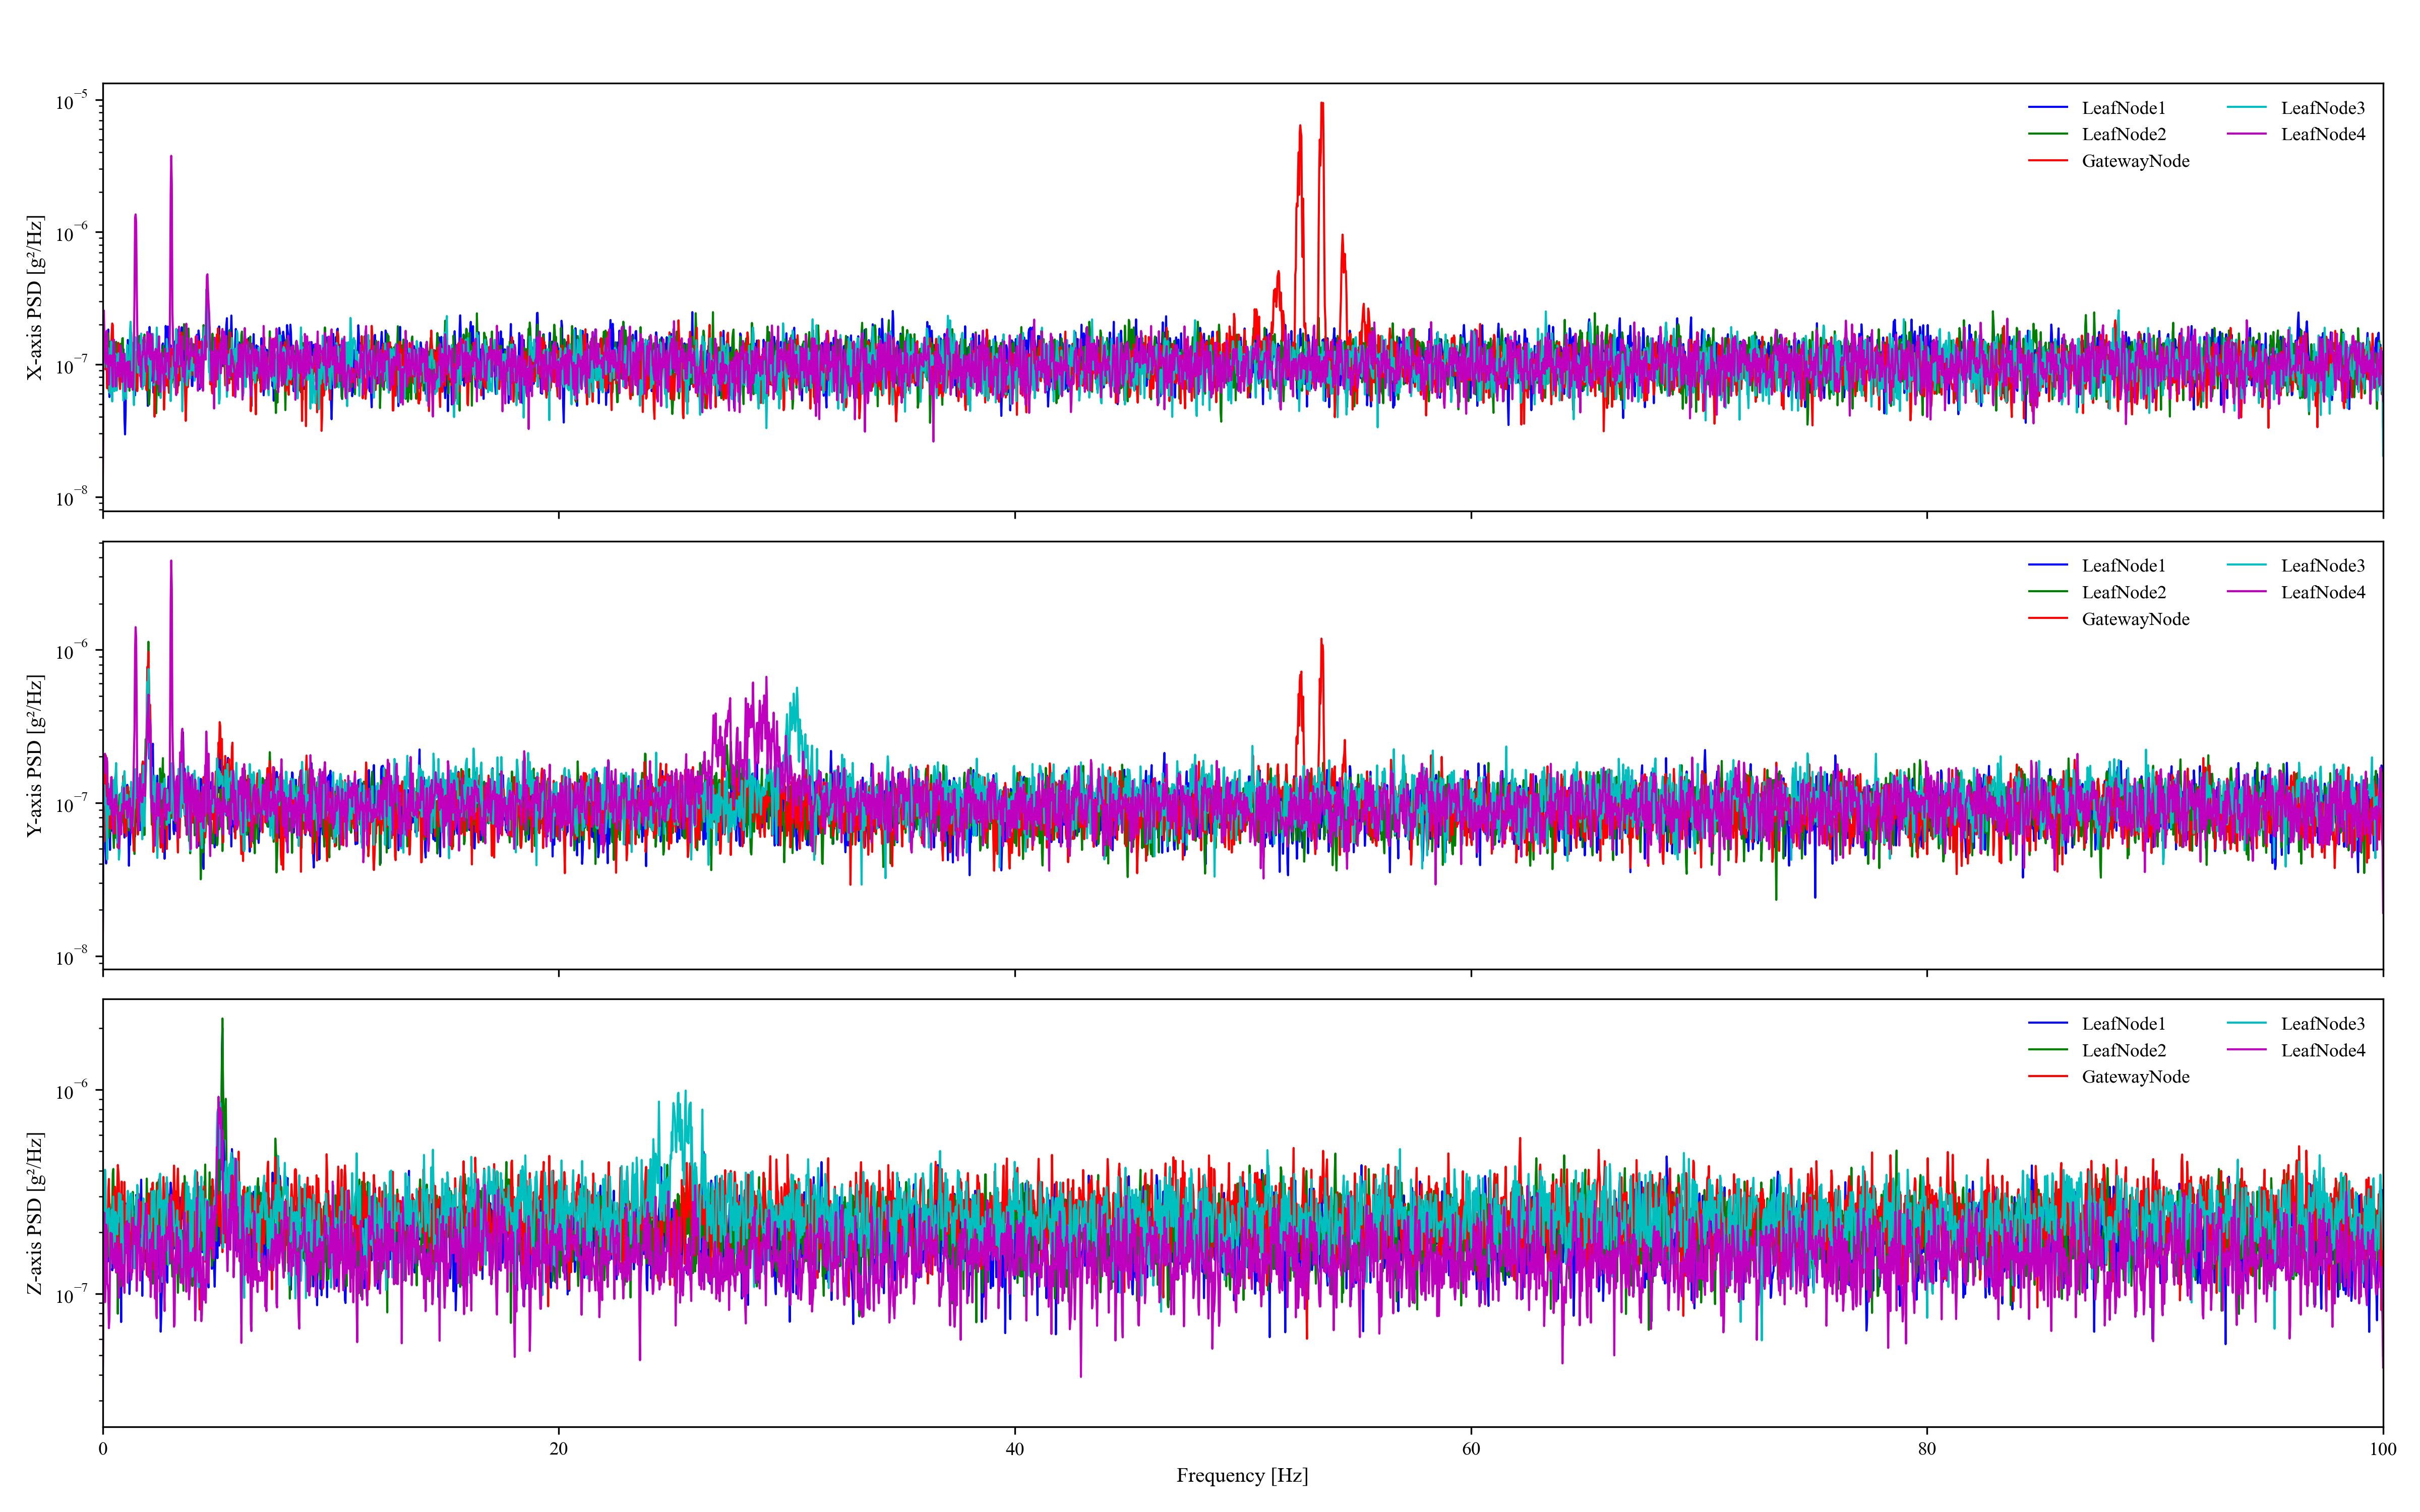 X-axis PSD [g²/Hz]
10⁻⁵
10⁻⁶
10⁻⁷
10⁻⁸
LeafNode1
LeafNode2
GatewayNode
LeafNode3
LeafNode4
Y-axis PSD [g²/Hz]
10⁻⁶
10⁻⁷
10⁻⁸
LeafNode1
LeafNode2
GatewayNode
LeafNode3
LeafNode4
Z-axis PSD [g²/Hz]
10⁻⁶
10⁻⁷
LeafNode1
LeafNode2
GatewayNode
LeafNode3
LeafNode4
0 20 40 60 80 100
Frequency [Hz]